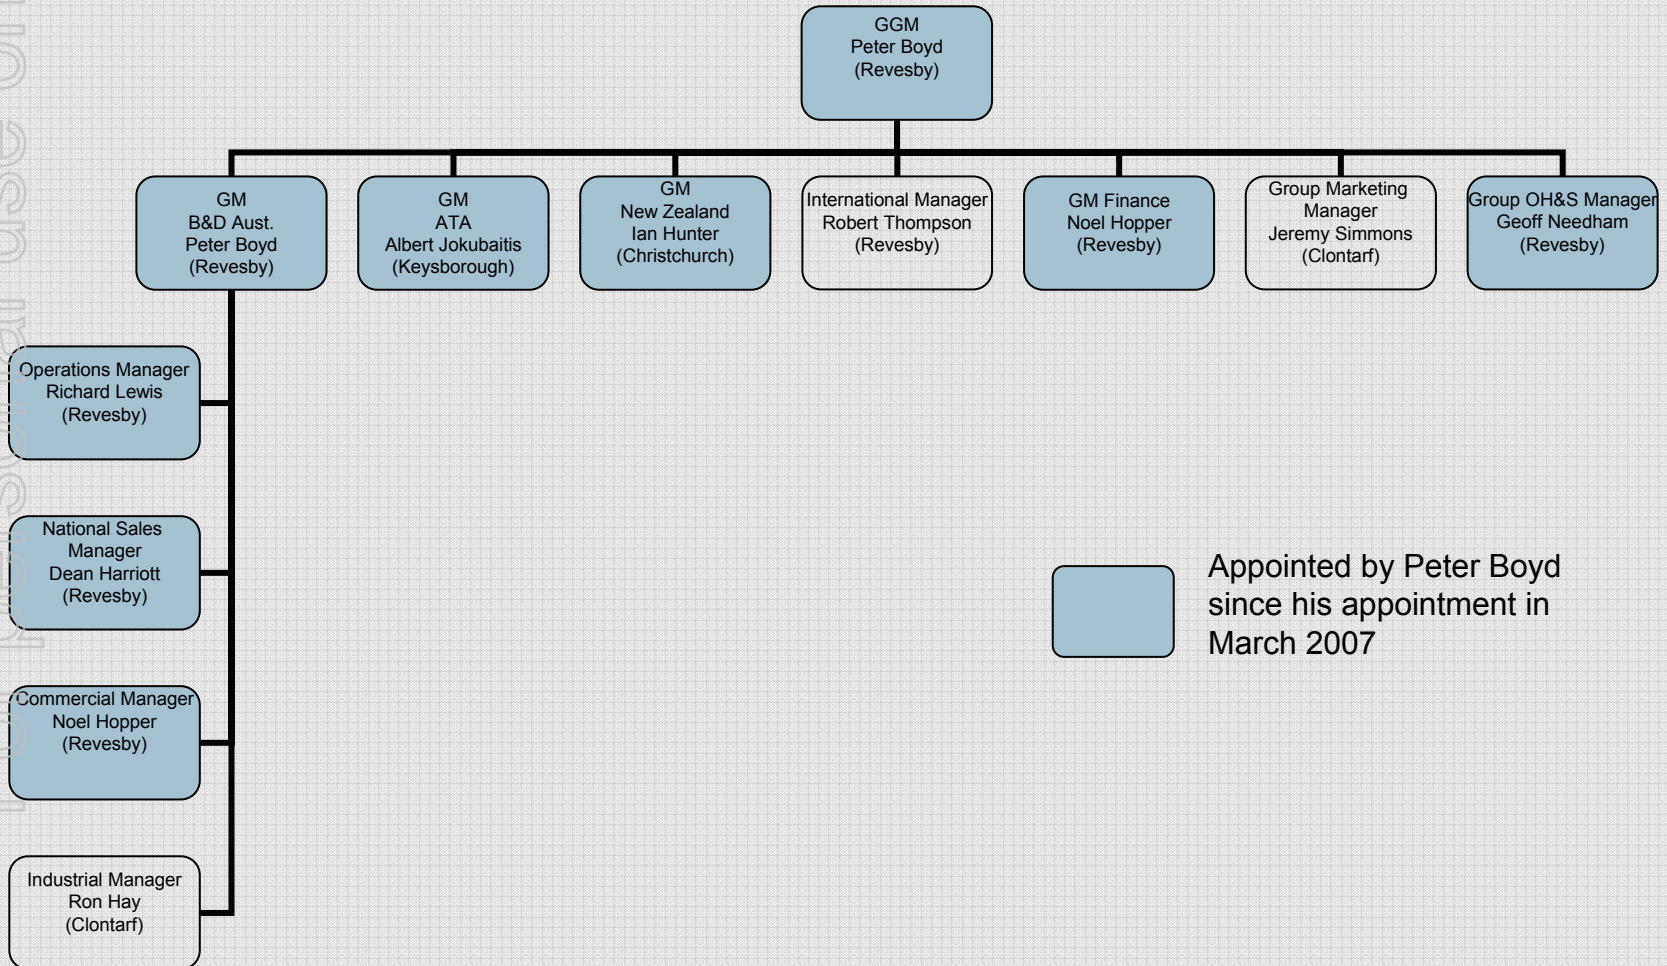 GGM
Peter Boyd
(Revesby)
GM
B&D Aust.
Peter Boyd
(Revesby)
GM
ATA
Albert Jokubaitis
(Keysborough)
GM
New Zealand
Ian Hunter
(Christchurch)
International Manager
Robert Thompson
(Revesby)
GM Finance
Noel Hopper
(Revesby)
Group Marketing
Manager
Jeremy Simmons
(Clontarf)
Group OH&S Manager
Geoff Needham
(Revesby)
Operations Manager
Richard Lewis
(Revesby)
National Sales
Manager
Dean Harriott
(Revesby)
Commercial Manager
Noel Hopper
(Revesby)
Industrial Manager
Ron Hay
(Clontarf)
Appointed by Peter Boyd
since his appointment in
March 2007
personal use